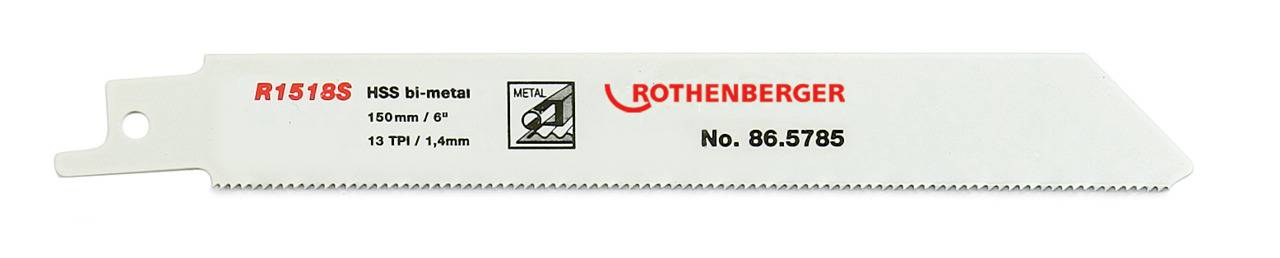 R1518S HSS bi-metal
150mm / 6"
13 TPI / 1,4mm
METAL
ROTHENBERGER
No. 86.5785